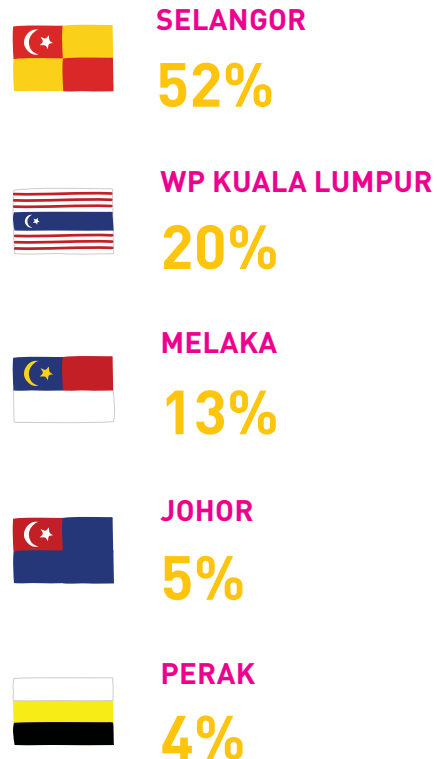 SELANGOR
52%
WP KUALA LUMPUR
20%
MELAKA
13%
JOHOR
5%
PERAK
4%